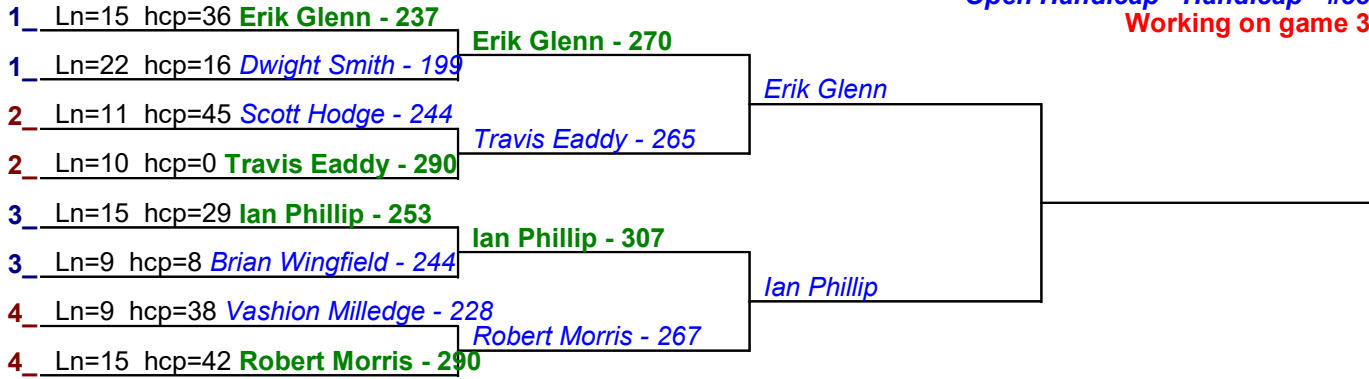 Open Handicap - Handicap - #
Working on game 3
1_ Ln=15 hcp=36 Erik Glenn - 237
Erik Glenn - 270
1_ Ln=22 hcp=16 Dwight Smith - 199
Erik Glenn
2_ Ln=11 hcp=45 Scott Hodge - 244
Travis Eaddy - 265
2_ Ln=10 hcp=0 Travis Eaddy - 290
3_ Ln=15 hcp=29 Ian Phillip - 253
Ian Phillip - 307
3_ Ln=9 hcp=8 Brian Wingfield - 244
Ian Phillip
4_ Ln=9 hcp=38 Vashion Milledge - 228
Robert Morris - 267
4_ Ln=15 hcp=42 Robert Morris - 290